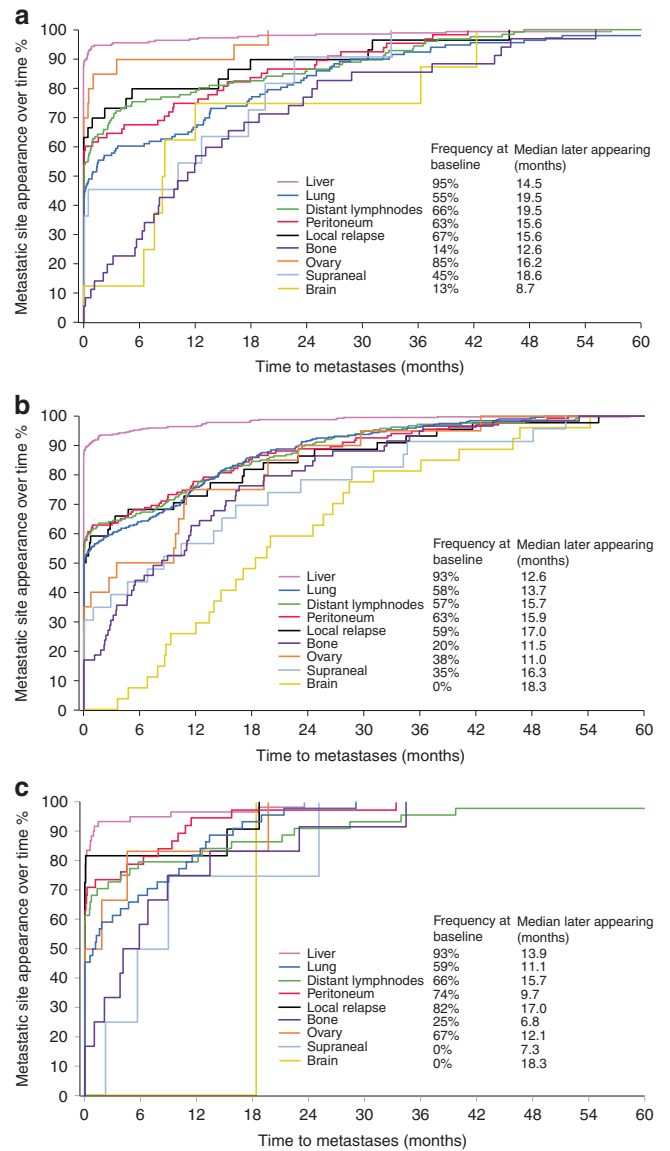 a
Metastatic site appearance over time %
100
90
80
70
60
50
40
30
20
10
0
Frequency at baseline Median later appearing (months)
Liver 95% 14.5
Lung 55% 19.5
Distant lymphnodes 66% 19.5
Peritoneum 63% 15.6
Local relapse 67% 15.6
Bone 14% 12.6
Ovary 85% 16.2
Supraneal 45% 18.6
Brain 13% 8.7
0 6 12 18 24 30 36 42 48 54 60
Time to metastases (months)
b
Metastatic site appearance over time %
100
90
80
70
60
50
40
30
20
10
0
Frequency at baseline Median later appearing (months)
Liver 93% 12.6
Lung 58% 13.7
Distant lymphnodes 57% 15.7
Peritoneum 63% 15.9
Local relapse 59% 17.0
Bone 20% 11.5
Ovary 38% 11.0
Supraneal 35% 16.3
Brain 0% 18.3
0 6 12 18 24 30 36 42 48 54 60
Time to metastases (months)
c
Metastatic site appearance over time %
100
90
80
70
60
50
40
30
20
10
0
Frequency at baseline Median later appearing (months)
Liver 93% 13.9
Lung 59% 11.1
Distant lymphnodes 66% 15.7
Peritoneum 74% 9.7
Local relapse 82% 17.0
Bone 25% 6.8
Ovary 67% 12.1
Supraneal 0% 7.3
Brain 0% 18.3
0 6 12 18 24 30 36 42 48 54 60
Time to metastases (months)